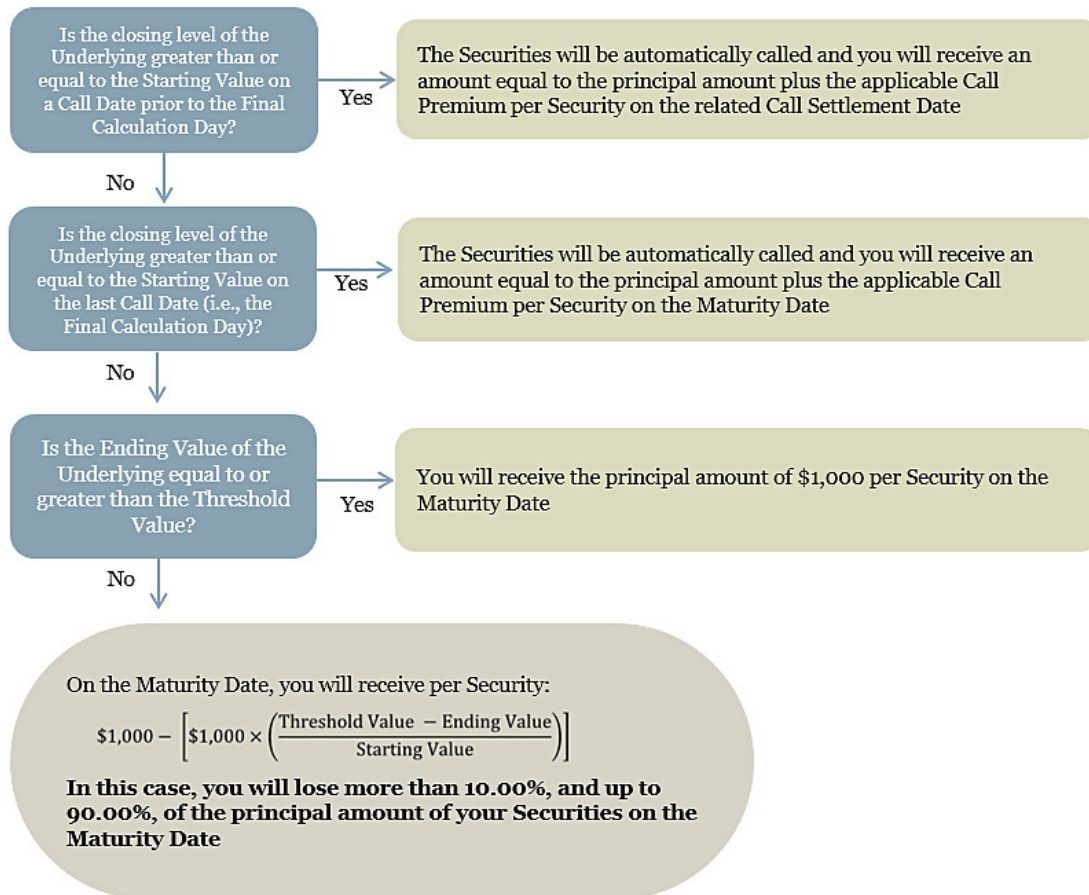 Is the closing level of the
Underlying greater than or
equal to the Starting Value on
a Call Date prior to the Final
Calculation Day?
Yes
The Securities will be automatically called and you will receive an
amount equal to the principal amount plus the applicable Call
Premium per Security on the related Call Settlement Date
No
Is the closing level of the
Underlying greater than or
equal to the Starting Value on
the last Call Date (i.e., the
Final Calculation Day)?
Yes
The Securities will be automatically called and you will receive an
amount equal to the principal amount plus the applicable Call
Premium per Security on the Maturity Date
No
Is the Ending Value of the
Underlying equal to or
greater than the Threshold
Value?
Yes
You will receive the principal amount of $1,000 per Security on the
Maturity Date
No
On the Maturity Date, you will receive per Security:
$1,000 − [$1,000 × (Threshold Value − Ending Value / Starting Value)]
In this case, you will lose more than 10.00%, and up to
90.00%, of the principal amount of your Securities on the
Maturity Date